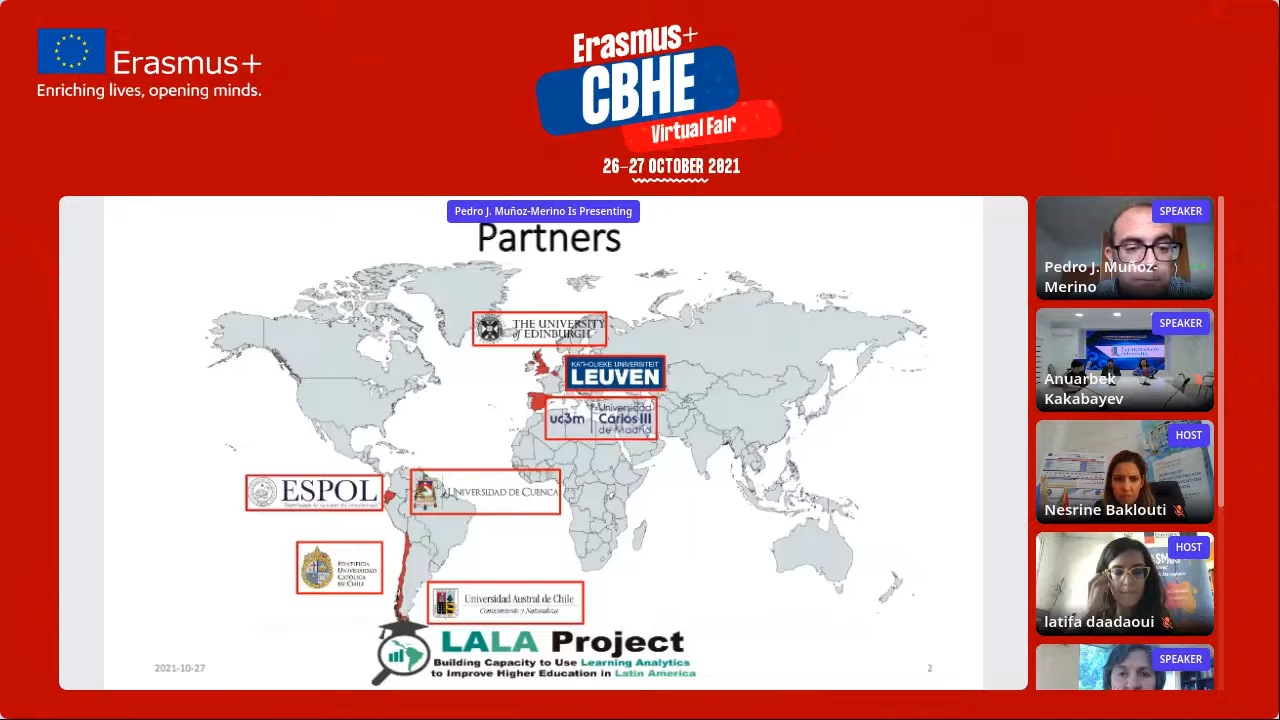 Erasmus+
Enriching lives, opening minds.
Erasmus+
CBHE
Virtual Fair
26–27 OCTOBER 2021
Pedro J. Muñoz-Merino Is Presenting
Partners
THE UNIVERSITY
of EDINBURGH
KATHOLIEKE UNIVERSITEIT
LEUVEN
uc3m
Universidad
Carlos III
de Madrid
ESPOL
UNIVERSIDAD DE CUENCA
PONTIFICIA
UNIVERSIDAD
CATÓLICA
DE CHILE
Universidad Austral de Chile
Conocimiento y Naturaleza
LALA Project
Building Capacity to Use Learning Analytics
to Improve Higher Education in Latin America
2021-10-27
2
SPEAKER
Pedro J. Muñoz-
Merino
SPEAKER
Anuarbek
Kakabayev
HOST
Nesrine Baklouti
HOST
latifa daadaoui
SPEAKER